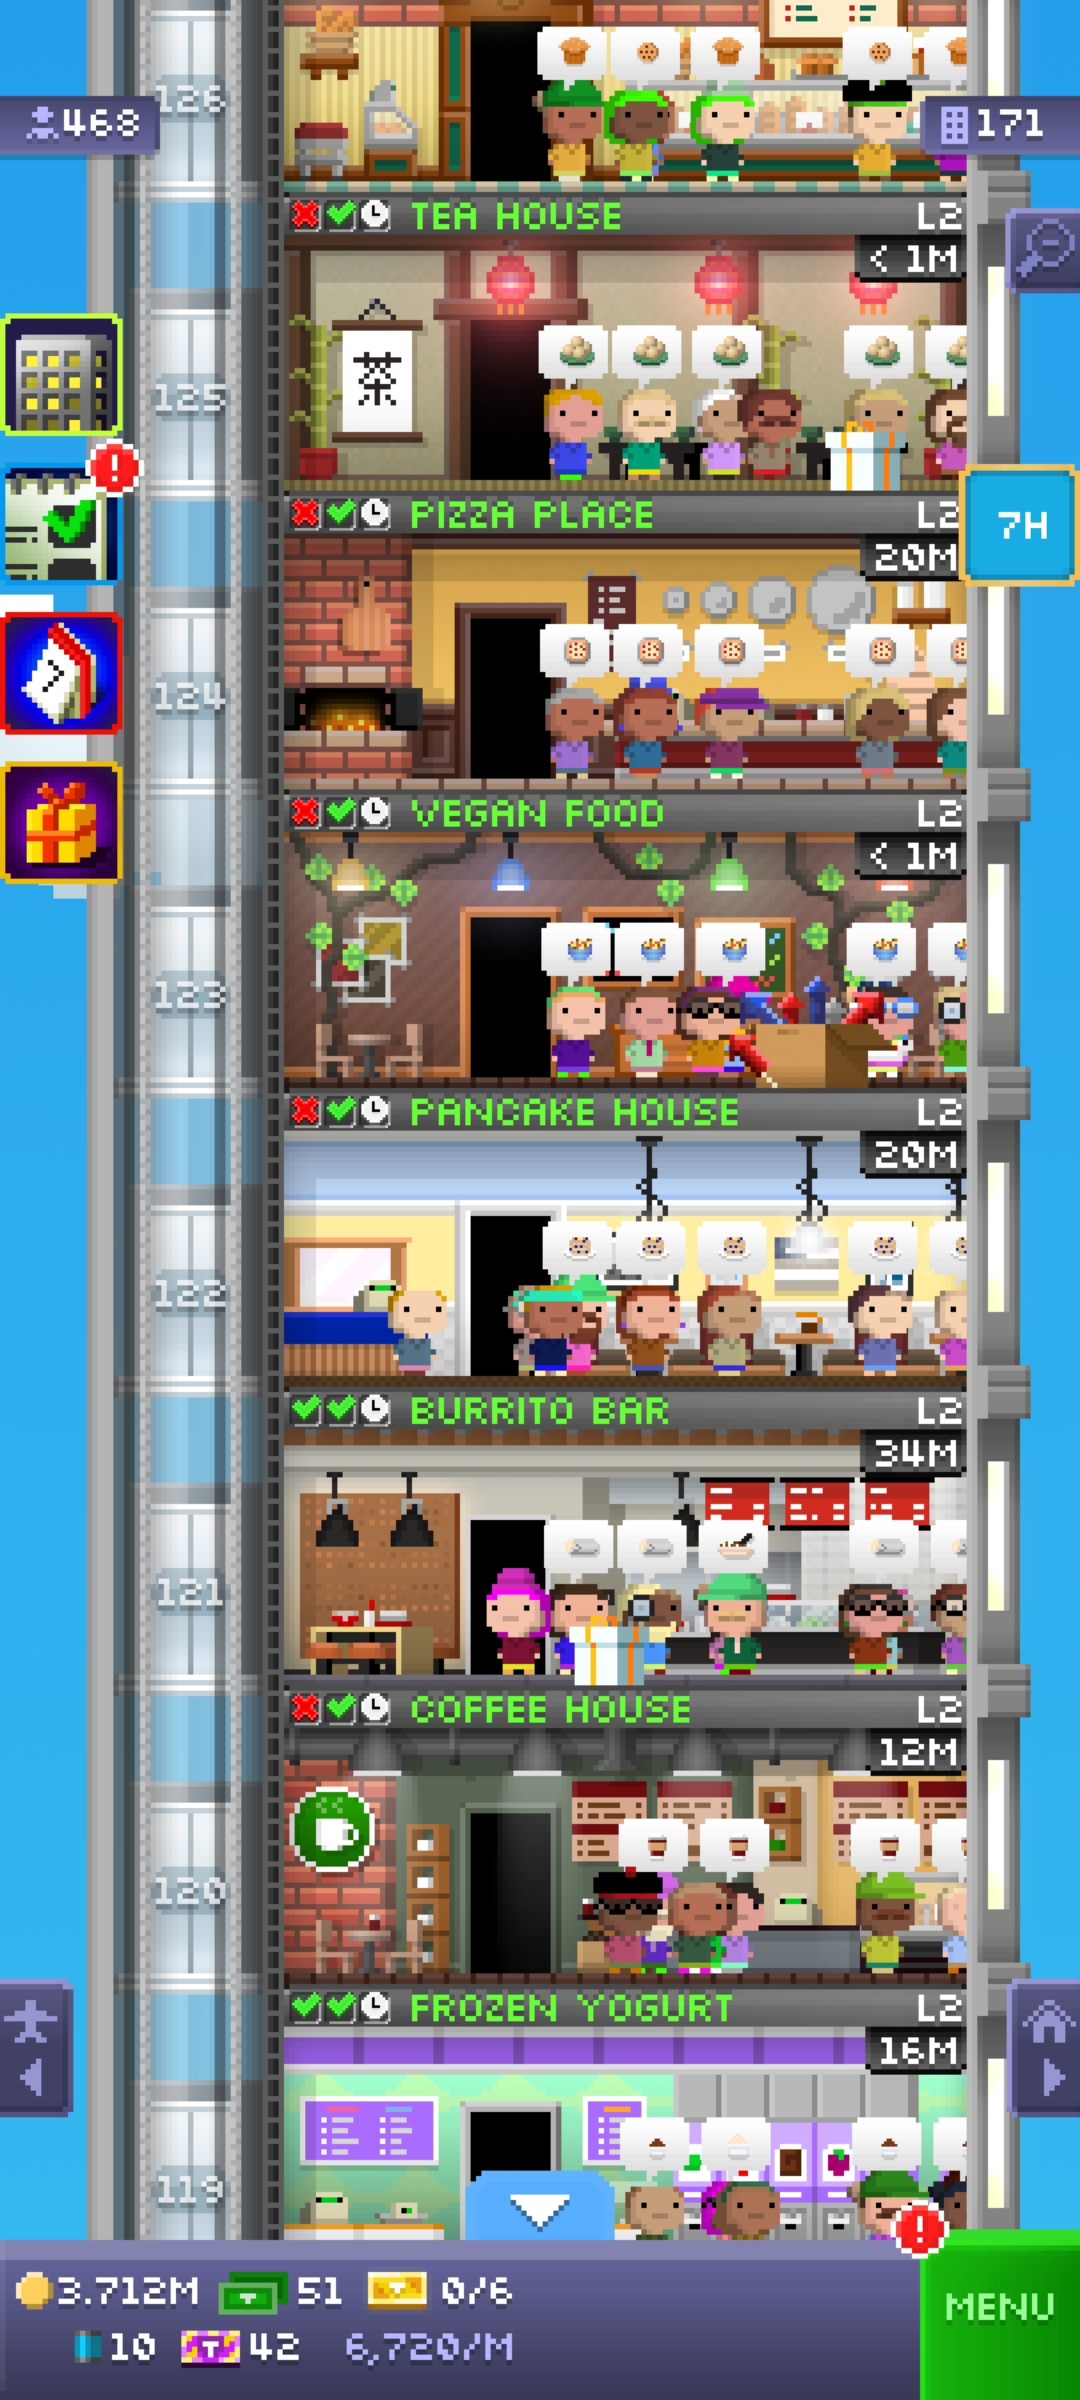 126
468
171
TEA HOUSE L2
< 1M
茶
125
PIZZA PLACE L2
7H
20M
124
VEGAN FOOD L2
< 1M
123
PANCAKE HOUSE L2
20M
122
BURRITO BAR L2
34M
121
COFFEE HOUSE L2
12M
120
FROZEN YOGURT L2
16M
119
3.712M 51 0/6
MENU
10 T 42 6,720/M